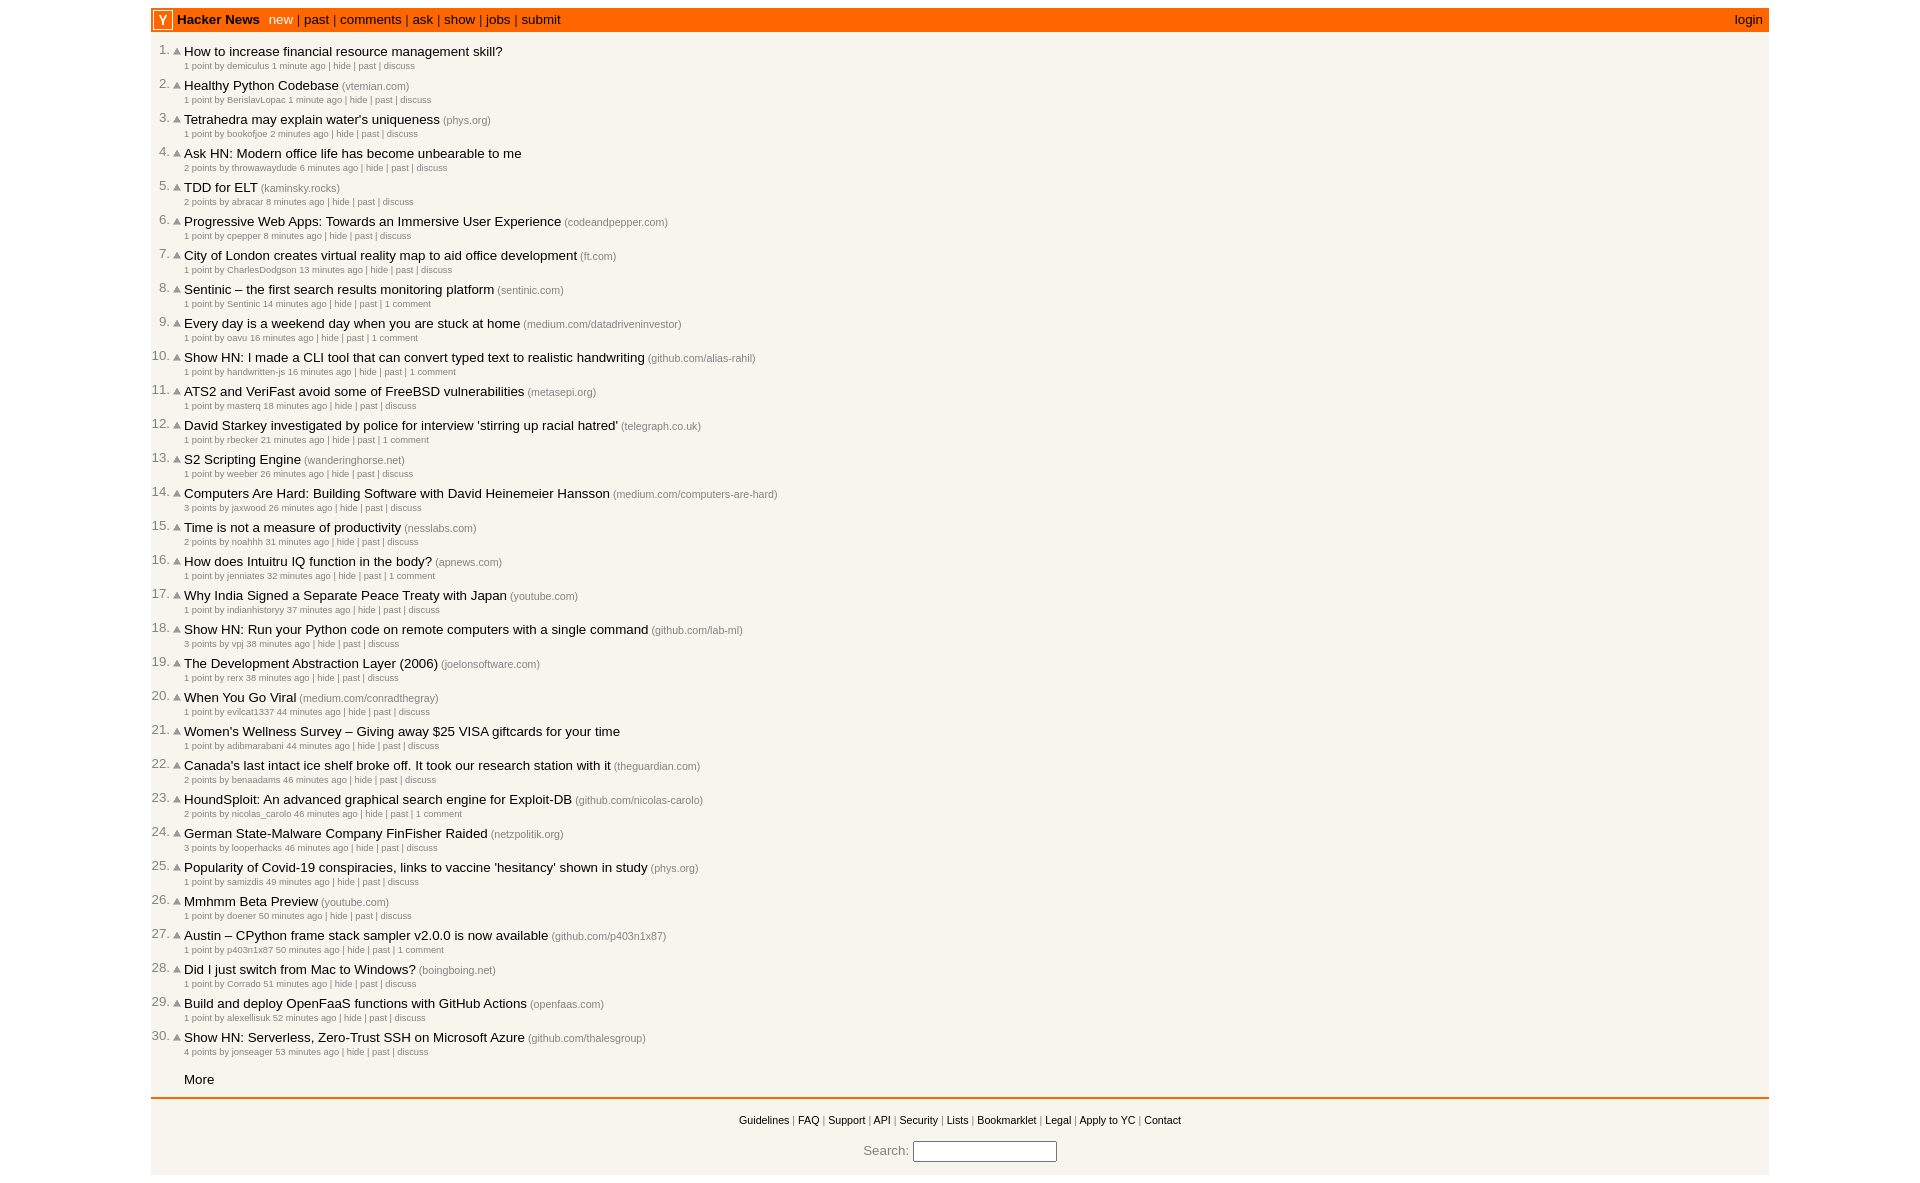 Y Hacker News new | past | comments | ask | show | jobs | submit login
1. How to increase financial resource management skill?
1 point by demiculus 1 minute ago | hide | past | discuss
2. Healthy Python Codebase (vtemian.com)
1 point by BerislavLopac 1 minute ago | hide | past | discuss
3. Tetrahedra may explain water's uniqueness (phys.org)
1 point by bookofjoe 2 minutes ago | hide | past | discuss
4. Ask HN: Modern office life has become unbearable to me
2 points by throwawaydude 6 minutes ago | hide | past | discuss
5. TDD for ELT (kaminsky.rocks)
2 points by abracar 8 minutes ago | hide | past | discuss
6. Progressive Web Apps: Towards an Immersive User Experience (codeandpepper.com)
1 point by cpepper 8 minutes ago | hide | past | discuss
7. City of London creates virtual reality map to aid office development (ft.com)
1 point by CharlesDodgson 13 minutes ago | hide | past | discuss
8. Sentinic – the first search results monitoring platform (sentinic.com)
1 point by Sentinic 14 minutes ago | hide | past | 1 comment
9. Every day is a weekend day when you are stuck at home (medium.com/datadriveninvestor)
1 point by oavu 16 minutes ago | hide | past | 1 comment
10. Show HN: I made a CLI tool that can convert typed text to realistic handwriting (github.com/alias-rahil)
1 point by handwritten-js 16 minutes ago | hide | past | 1 comment
11. ATS2 and VeriFast avoid some of FreeBSD vulnerabilities (metasepi.org)
1 point by masterq 18 minutes ago | hide | past | discuss
12. David Starkey investigated by police for interview 'stirring up racial hatred' (telegraph.co.uk)
1 point by rbecker 21 minutes ago | hide | past | 1 comment
13. S2 Scripting Engine (wanderinghorse.net)
1 point by weeber 26 minutes ago | hide | past | discuss
14. Computers Are Hard: Building Software with David Heinemeier Hansson (medium.com/computers-are-hard)
3 points by jaxwood 26 minutes ago | hide | past | discuss
15. Time is not a measure of productivity (nesslabs.com)
2 points by noahhh 31 minutes ago | hide | past | discuss
16. How does Intuitru IQ function in the body? (apnews.com)
1 point by jenniates 32 minutes ago | hide | past | 1 comment
17. Why India Signed a Separate Peace Treaty with Japan (youtube.com)
1 point by indianhistoryy 37 minutes ago | hide | past | discuss
18. Show HN: Run your Python code on remote computers with a single command (github.com/lab-ml)
3 points by vpj 38 minutes ago | hide | past | discuss
19. The Development Abstraction Layer (2006) (joelonsoftware.com)
1 point by rerx 38 minutes ago | hide | past | discuss
20. When You Go Viral (medium.com/conradthegray)
1 point by evilcat1337 44 minutes ago | hide | past | discuss
21. Women's Wellness Survey – Giving away $25 VISA giftcards for your time
1 point by adibmarabani 44 minutes ago | hide | past | discuss
22. Canada's last intact ice shelf broke off. It took our research station with it (theguardian.com)
2 points by benaadams 46 minutes ago | hide | past | discuss
23. HoundSploit: An advanced graphical search engine for Exploit-DB (github.com/nicolas-carolo)
2 points by nicolas_carolo 46 minutes ago | hide | past | 1 comment
24. German State-Malware Company FinFisher Raided (netzpolitik.org)
3 points by looperhacks 46 minutes ago | hide | past | discuss
25. Popularity of Covid-19 conspiracies, links to vaccine 'hesitancy' shown in study (phys.org)
1 point by samizdis 49 minutes ago | hide | past | discuss
26. Mmhmm Beta Preview (youtube.com)
1 point by doener 50 minutes ago | hide | past | discuss
27. Austin – CPython frame stack sampler v2.0.0 is now available (github.com/p403n1x87)
1 point by p403n1x87 50 minutes ago | hide | past | 1 comment
28. Did I just switch from Mac to Windows? (boingboing.net)
1 point by Corrado 51 minutes ago | hide | past | discuss
29. Build and deploy OpenFaaS functions with GitHub Actions (openfaas.com)
1 point by alexellisuk 52 minutes ago | hide | past | discuss
30. Show HN: Serverless, Zero-Trust SSH on Microsoft Azure (github.com/thalesgroup)
4 points by jonseager 53 minutes ago | hide | past | discuss
More
Guidelines | FAQ | Support | API | Security | Lists | Bookmarklet | Legal | Apply to YC | Contact
Search: